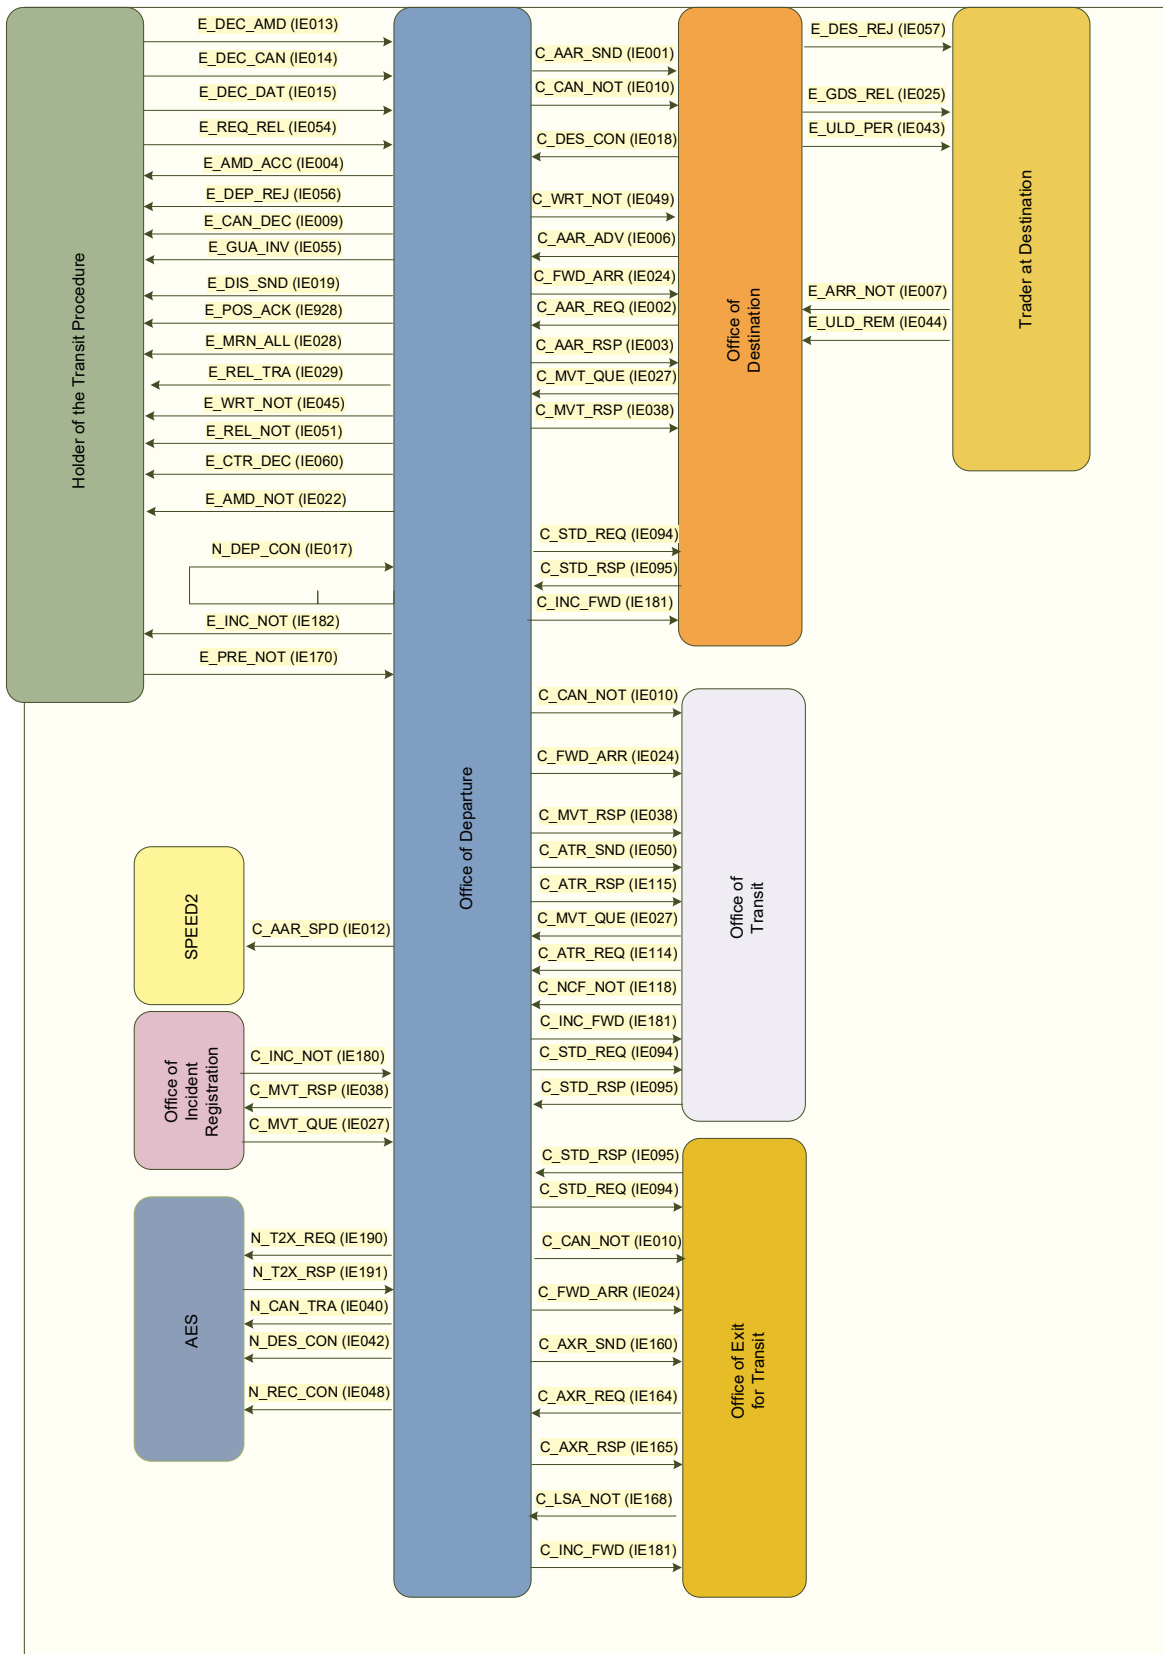 Holder of the Transit Procedure
E_DEC_AMD (IE013)
E_DEC_CAN (IE014)
E_DEC_DAT (IE015)
E_REQ_REL (IE054)
E_AMD_ACC (IE004)
E_DEP_REJ (IE056)
E_CAN_DEC (IE009)
E_GUA_INV (IE055)
E_DIS_SND (IE019)
E_POS_ACK (IE928)
E_MRN_ALL (IE028)
E_REL_TRA (IE029)
E_WRT_NOT (IE045)
E_REL_NOT (IE051)
E_CTR_DEC (IE060)
E_AMD_NOT (IE022)
N_DEP_CON (IE017)
E_INC_NOT (IE182)
E_PRE_NOT (IE170)
SPEED2
C_AAR_SPD (IE012)
Office of
Incident
Registration
C_INC_NOT (IE180)
C_MVT_RSP (IE038)
C_MVT_QUE (IE027)
AES
N_T2X_REQ (IE190)
N_T2X_RSP (IE191)
N_CAN_TRA (IE040)
N_DES_CON (IE042)
N_REC_CON (IE048)
Office of Departure
C_AAR_SND (IE001)
C_CAN_NOT (IE010)
C_DES_CON (IE018)
C_WRT_NOT (IE049)
C_AAR_ADV (IE006)
C_FWD_ARR (IE024)
C_AAR_REQ (IE002)
C_AAR_RSP (IE003)
C_MVT_QUE (IE027)
C_MVT_RSP (IE038)
C_STD_REQ (IE094)
C_STD_RSP (IE095)
C_INC_FWD (IE181)
Office of
Destination
E_DES_REJ (IE057)
E_GDS_REL (IE025)
E_ULD_PER (IE043)
E_ARR_NOT (IE007)
E_ULD_REM (IE044)
Trader at Destination
C_CAN_NOT (IE010)
C_FWD_ARR (IE024)
C_MVT_RSP (IE038)
C_ATR_SND (IE050)
C_ATR_RSP (IE115)
C_MVT_QUE (IE027)
C_ATR_REQ (IE114)
C_NCF_NOT (IE118)
C_INC_FWD (IE181)
C_STD_REQ (IE094)
C_STD_RSP (IE095)
Office of
Transit
C_STD_RSP (IE095)
C_STD_REQ (IE094)
C_CAN_NOT (IE010)
C_FWD_ARR (IE024)
C_AXR_SND (IE160)
C_AXR_REQ (IE164)
C_AXR_RSP (IE165)
C_LSA_NOT (IE168)
C_INC_FWD (IE181)
Office of Exit
for Transit